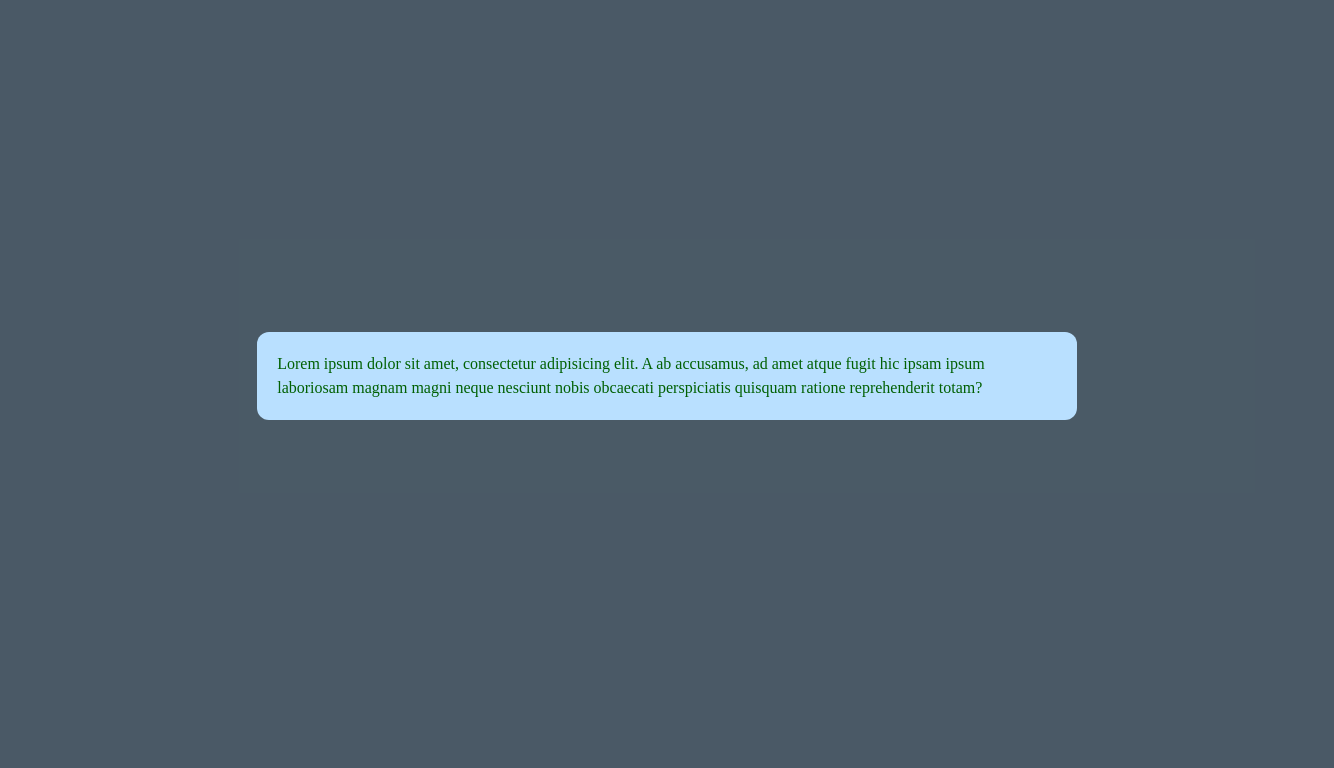 Lorem ipsum dolor sit amet, consectetur adipisicing elit. A ab accusamus, ad amet atque fugit hic ipsam ipsum
laboriosam magnam magni neque nesciunt nobis obcaecati perspiciatis quisquam ratione reprehenderit totam?